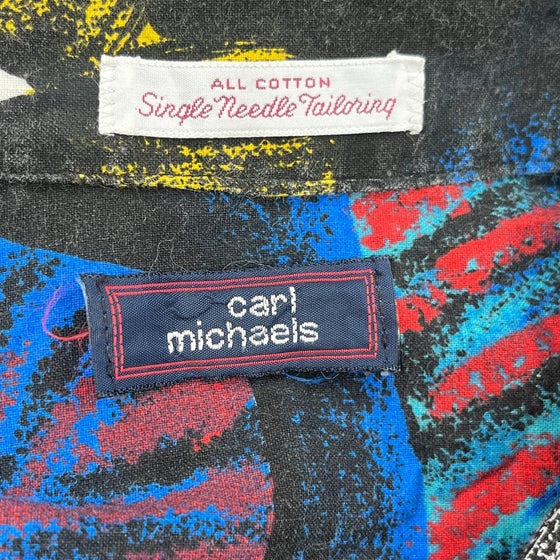 ALL COTTON
Single Needle Tailoring
carl
michaels